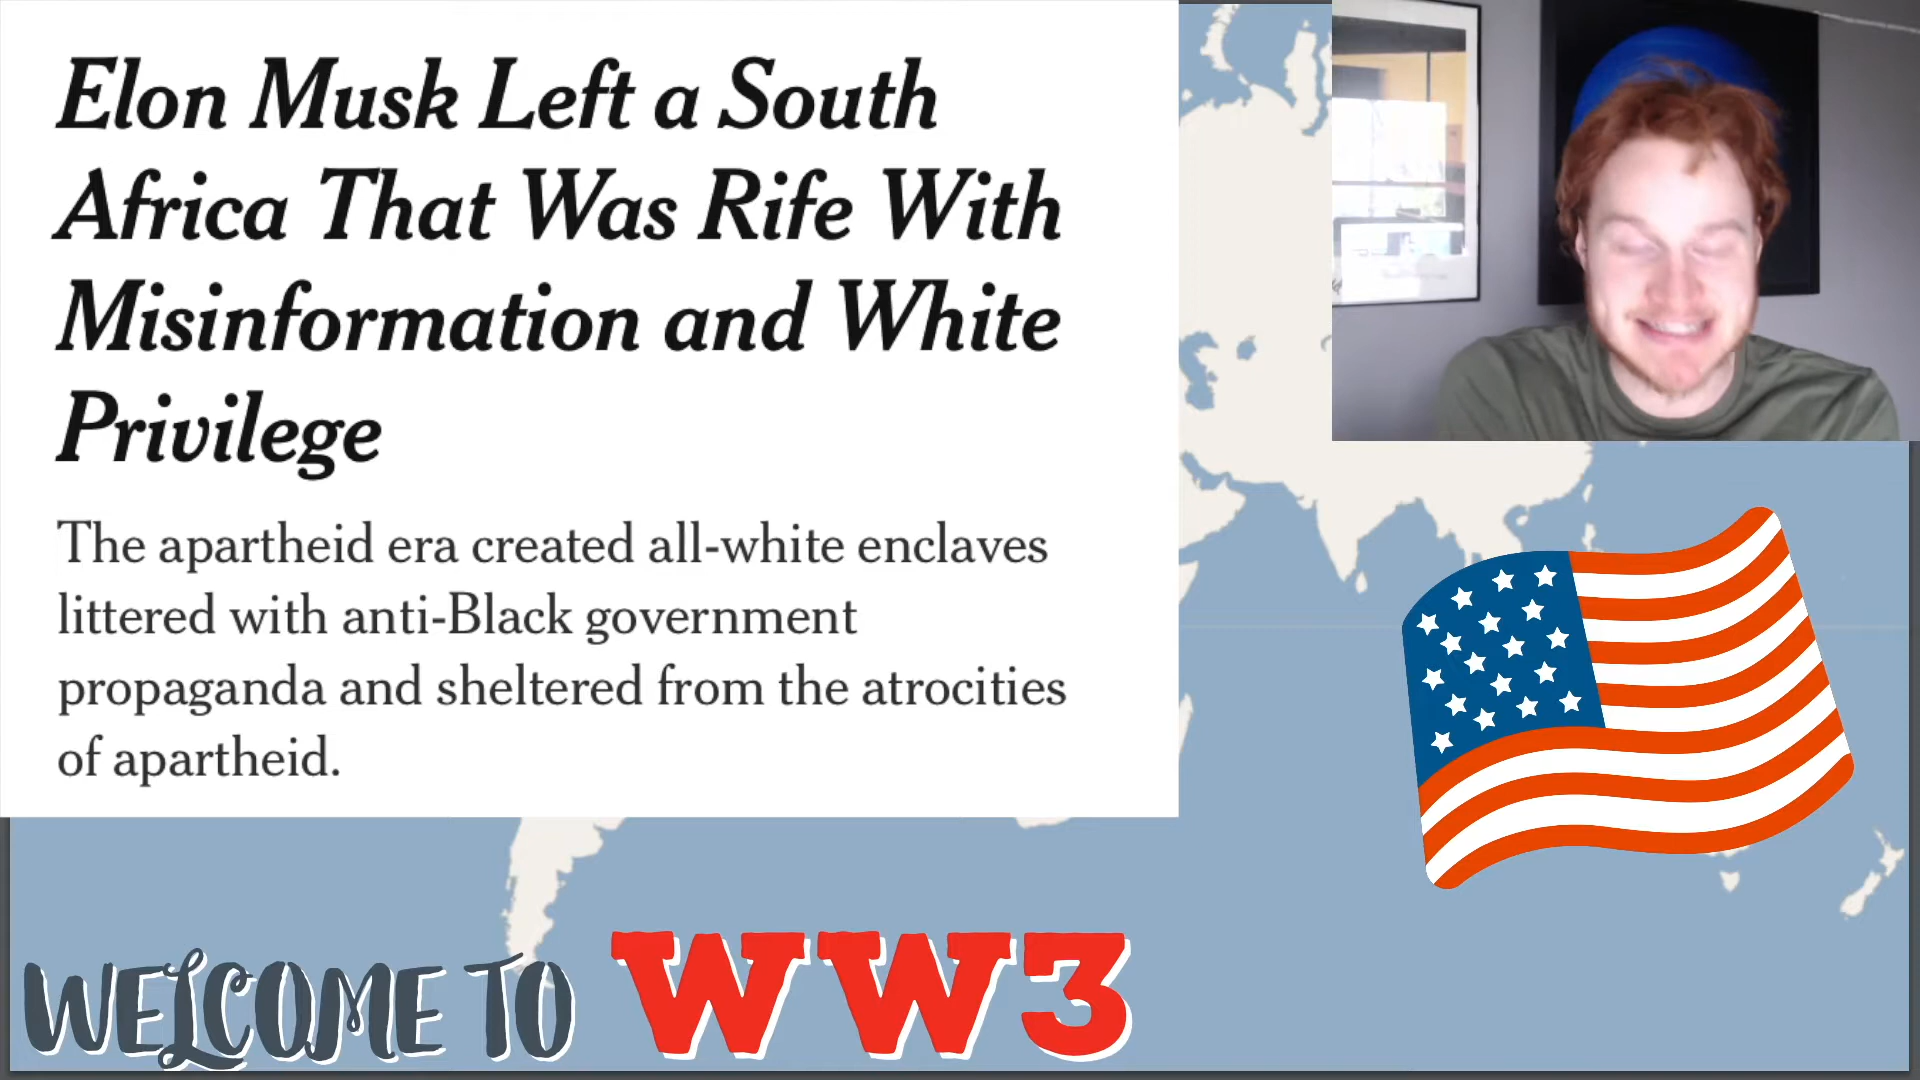 Elon Musk Left a South
Africa That Was Rife With
Misinformation and White
Privilege
The apartheid era created all-white enclaves
littered with anti-Black government
propaganda and sheltered from the atrocities
of apartheid.
WELCOME TO WW3